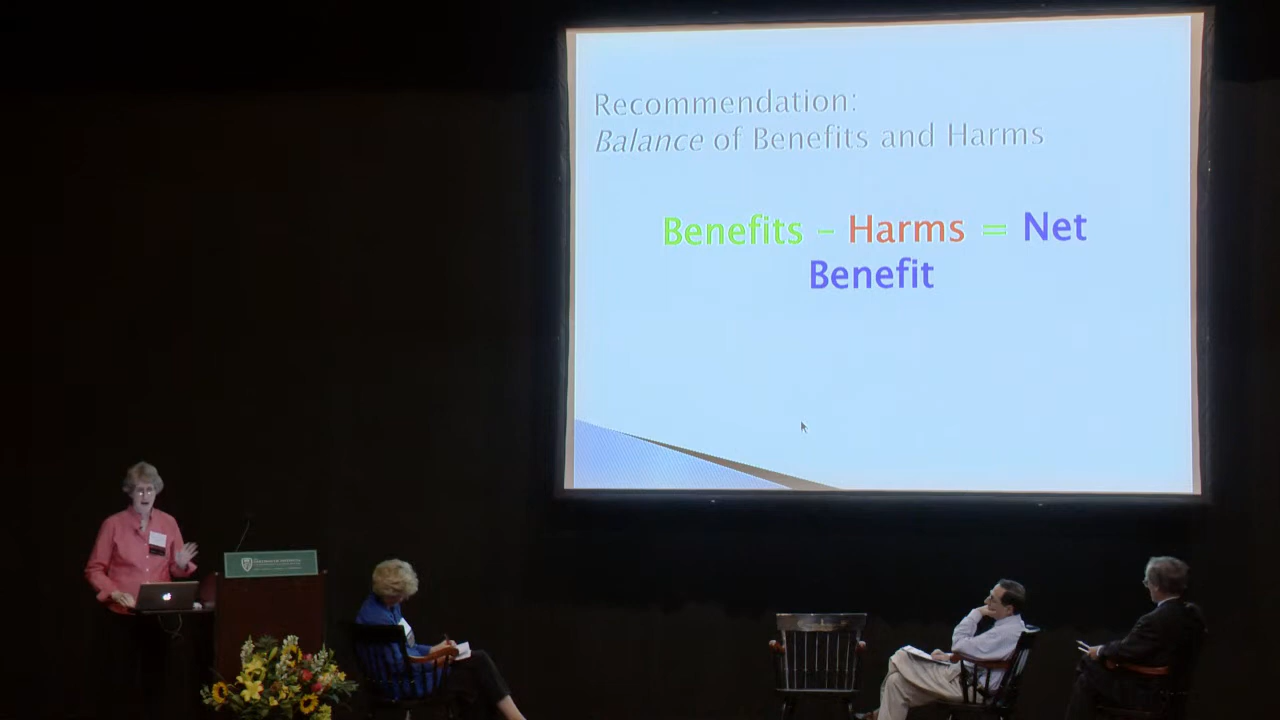 Recommendation:
Balance of Benefits and Harms
Benefits – Harms = Net
Benefit